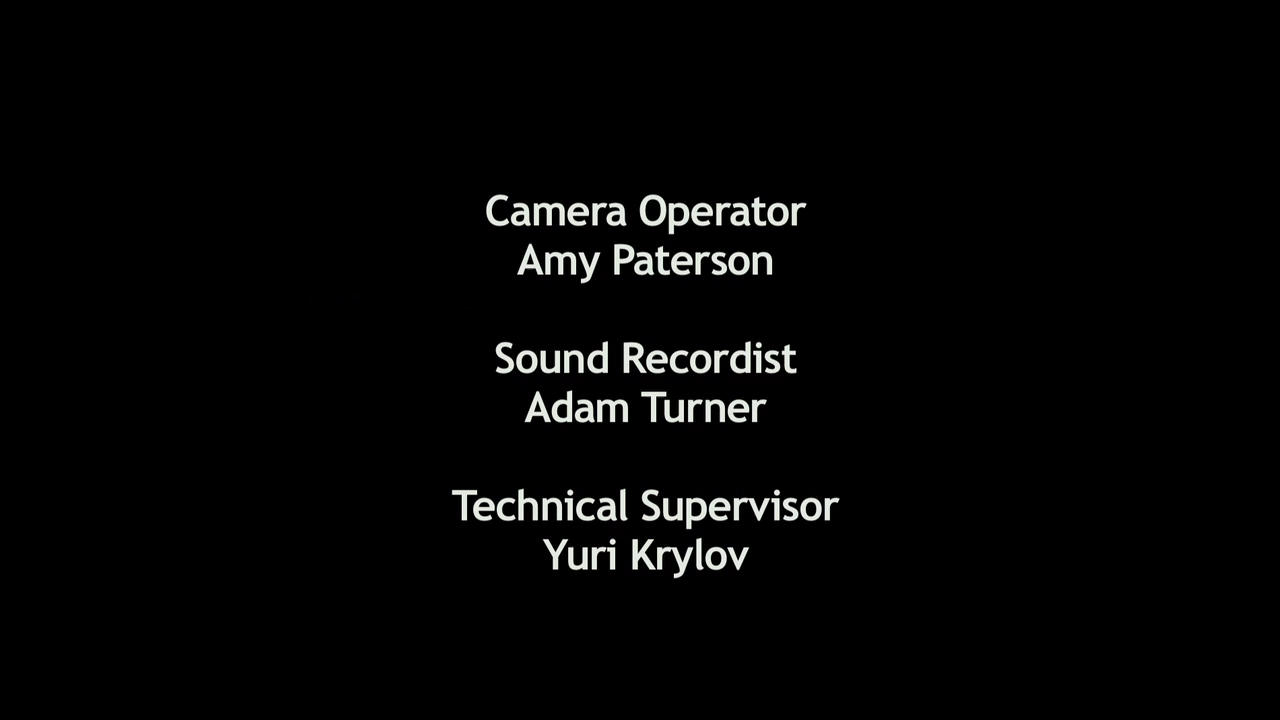 Camera Operator
Amy Paterson
Sound Recordist
Adam Turner
Technical Supervisor
Yuri Krylov